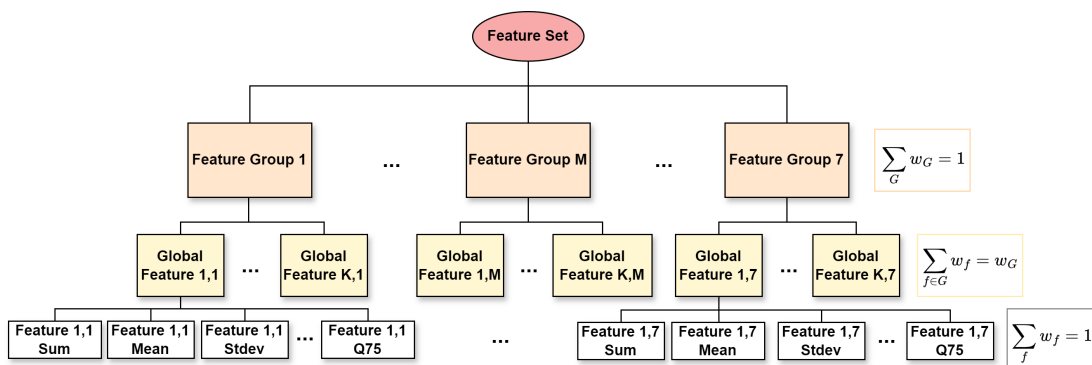 Feature Set
Feature Group 1
...
Feature Group M
...
Feature Group 7
∑_G w_G = 1
Global
Feature 1,1
...
Global
Feature K,1
Global
Feature 1,M
...
Global
Feature K,M
Global
Feature 1,7
...
Global
Feature K,7
∑_{f∈G} w_f = w_G
Feature 1,1
Sum
Feature 1,1
Mean
Feature 1,1
Stdev
...
Feature 1,1
Q75
...
Feature 1,7
Sum
Feature 1,7
Mean
Feature 1,7
Stdev
...
Feature 1,7
Q75
∑_f w_f = 1